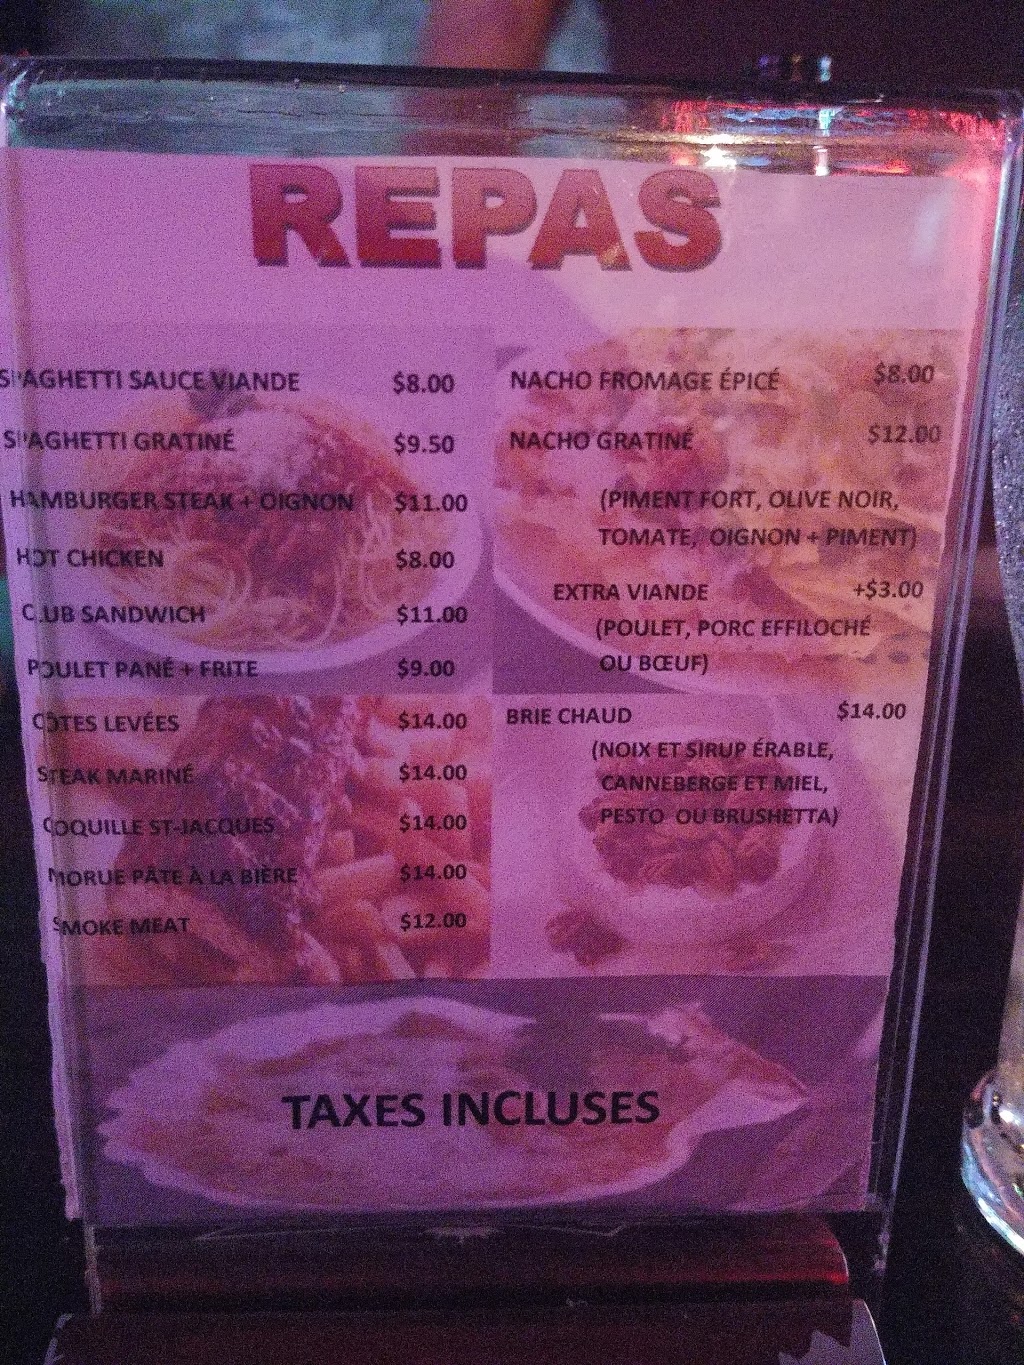 REPAS
SPAGHETTI SAUCE VIANDE $8.00
SPAGHETTI GRATINÉ $9.50
HAMBURGER STEAK + OIGNON $11.00
HOT CHICKEN $8.00
CLUB SANDWICH $11.00
POULET PANÉ + FRITE $9.00
CÔTES LEVÉES $14.00
STEAK MARINÉ $14.00
COQUILLE ST-JACQUES $14.00
MORUE PÂTE À LA BIÈRE $14.00
SMOKE MEAT $12.00
NACHO FROMAGE ÉPICÉ $8.00
NACHO GRATINÉ $12.00
(PIMENT FORT, OLIVE NOIR,
TOMATE, OIGNON + PIMENT)
EXTRA VIANDE +$3.00
(POULET, PORC EFFILOCHÉ
OU BŒUF)
BRIE CHAUD $14.00
(NOIX ET SIRUP ÉRABLE,
CANNEBERGE ET MIEL,
PESTO OU BRUSHETTA)
TAXES INCLUSES